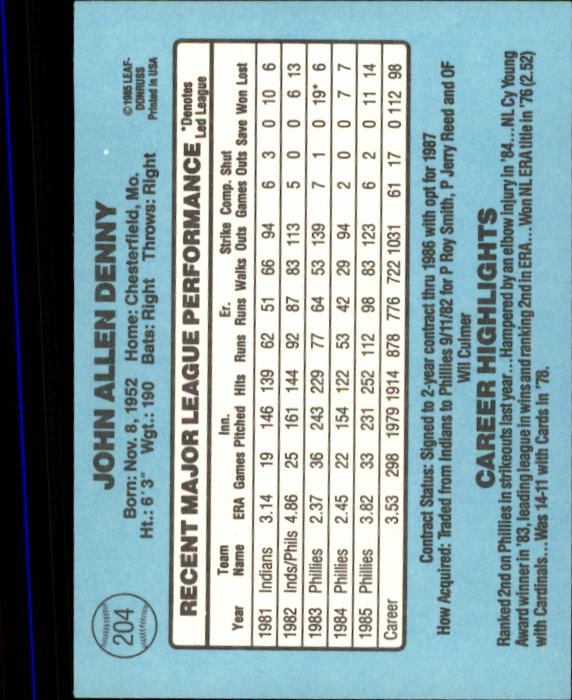 204
JOHN ALLEN DENNY
©1985 LEAF-
DONRUSS
Printed in USA
Born: Nov. 8, 1952 Home: Chesterfield, Mo.
Ht.: 6'3" Wgt.: 190 Bats: Right Throws: Right
RECENT MAJOR LEAGUE PERFORMANCE *Denotes
Led League
Team Inn. Er. Strike Comp. Shut
Year Name ERA Games Pitched Hits Runs Runs Walks Outs Games Outs Save Won Lost
1981 Indians 3.14 19 146 139 62 51 66 94 6 3 0 10 6
1982 Inds/Phils 4.86 25 161 144 92 87 83 113 5 0 0 6 13
1983 Phillies 2.37 36 243 229 77 64 53 139 7 1 0 19* 6
1984 Phillies 2.45 22 154 122 53 42 29 94 2 0 0 7 7
1985 Phillies 3.82 33 231 252 112 98 83 123 6 2 0 11 14
Career 3.53 298 1979 1914 878 776 722 1031 61 17 0 112 98
Contract Status: Signed to 2-year contract thru 1986 with opt for 1987
How Acquired: Traded from Indians to Phillies 9/11/82 for P Roy Smith, P Jerry Reed and OF
Wil Culmer
CAREER HIGHLIGHTS
Ranked 2nd on Phillies in strikeouts last year...Hampered by an elbow injury in '84...NL Cy Young
Award winner in '83, leading league in wins and ranking 2nd in ERA...Won NL ERA title in '76 (2.52)
with Cardinals...Was 14-11 with Cards in '78.